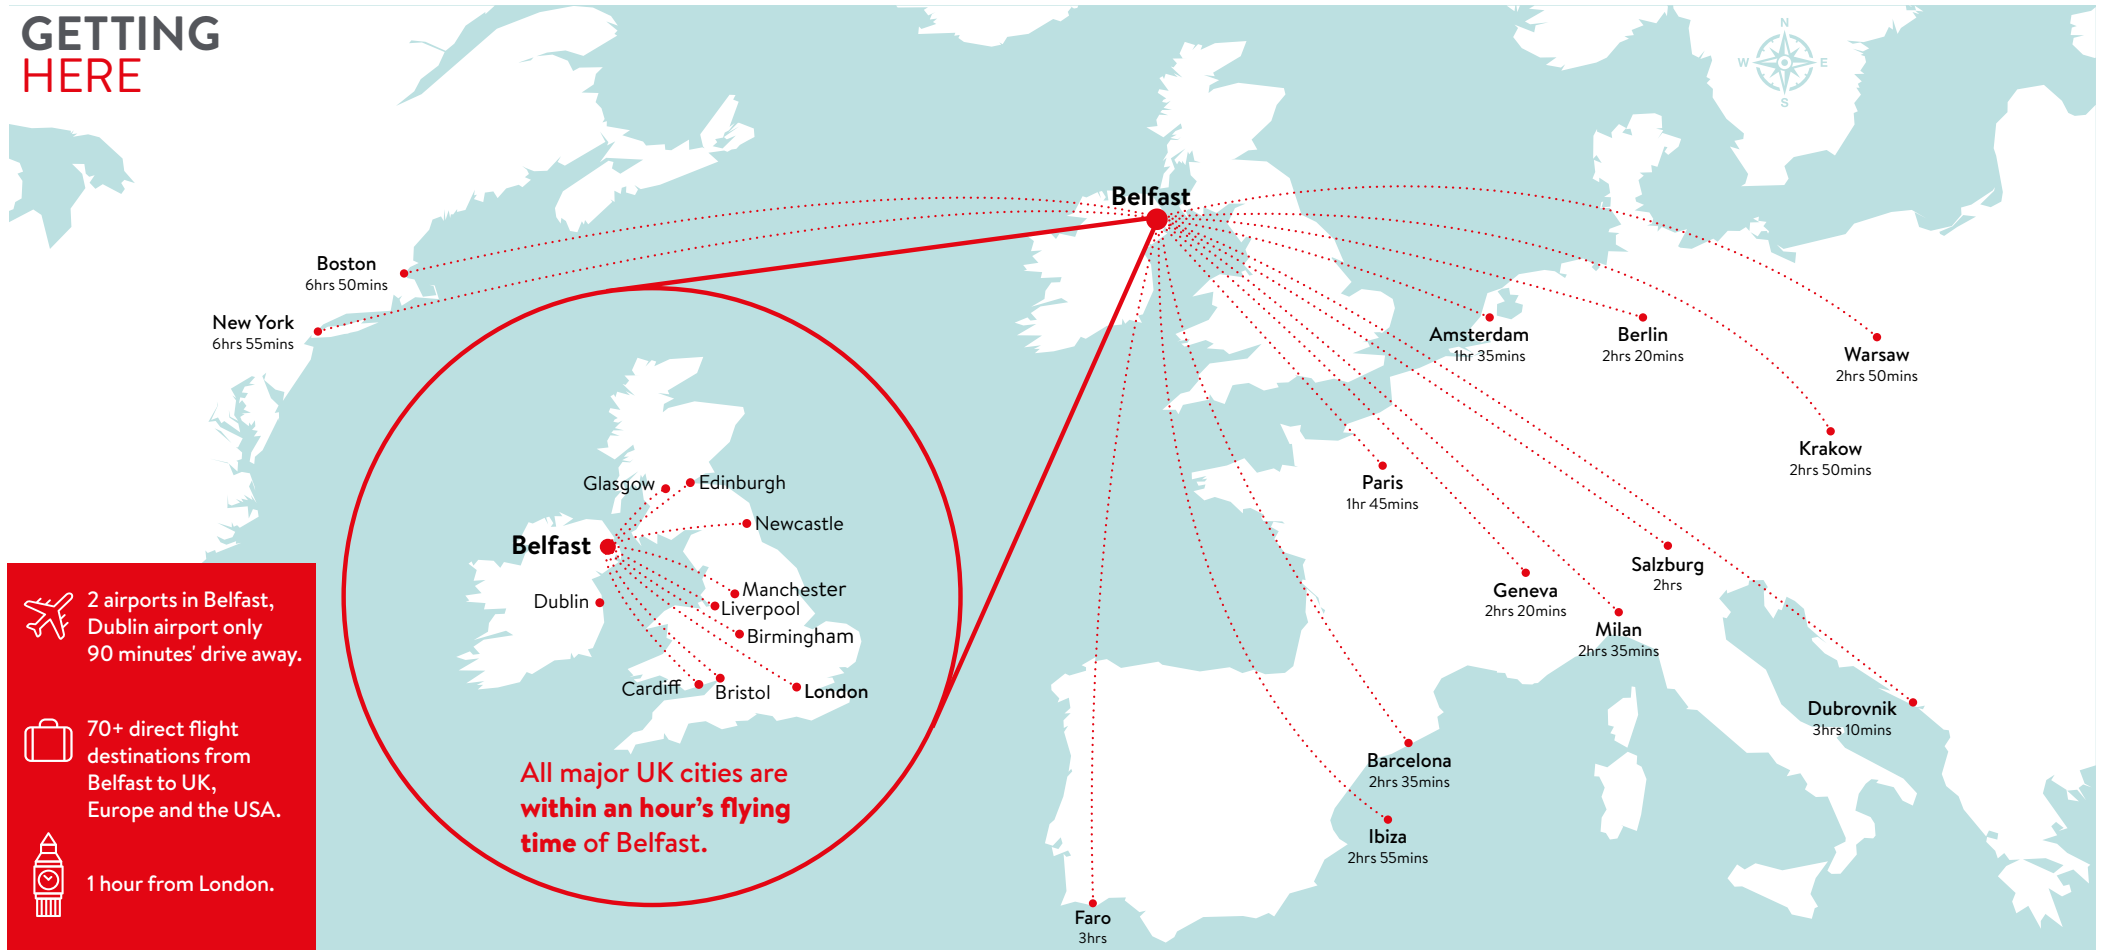 GETTING
HERE
N
W
E
S
Belfast
Boston
6hrs 50mins
New York
6hrs 55mins
Amsterdam
1hr 35mins
Berlin
2hrs 20mins
Warsaw
2hrs 50mins
Krakow
2hrs 50mins
Paris
1hr 45mins
Salzburg
2hrs
Geneva
2hrs 20mins
Milan
2hrs 35mins
Dubrovnik
3hrs 10mins
Barcelona
2hrs 35mins
Ibiza
2hrs 55mins
Faro
3hrs
Glasgow
Edinburgh
Newcastle
Belfast
Dublin
Manchester
Liverpool
Birmingham
Cardiff
Bristol
London
All major UK cities are
within an hour's flying
time of Belfast.
2 airports in Belfast,
Dublin airport only
90 minutes' drive away.
70+ direct flight
destinations from
Belfast to UK,
Europe and the USA.
1 hour from London.